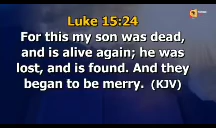 Luke 15:24
For this my son was dead,
and is alive again; he was
lost, and is found. And they
began to be merry. (KJV)